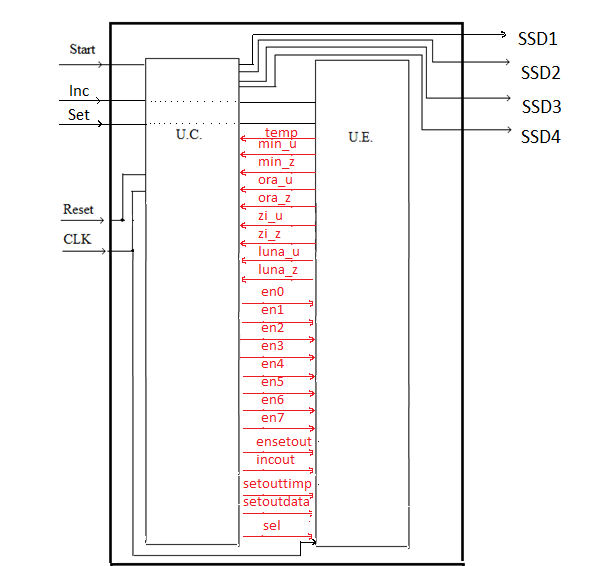 Start
Inc
Set
Reset
CLK
U.C.
U.E.
SSD1
SSD2
SSD3
SSD4
temp
min_u
min_z
ora_u
ora_z
zi_u
zi_z
luna_u
luna_z
en0
en1
en2
en3
en4
en5
en6
en7
ensetout
incout
setouttimp
setoutdata
sel